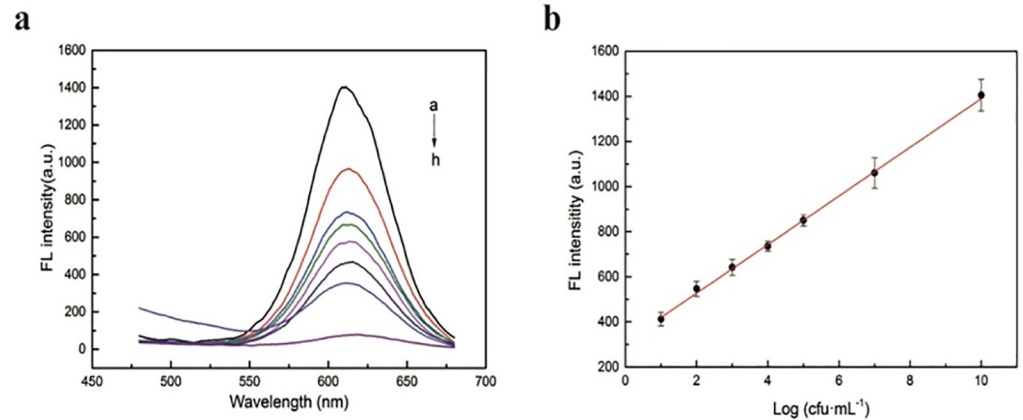 a
1600
1400
1200
1000
800
600
400
200
0
FL intensity(a.u.)
a
h
450 500 550 600 650 700
Wavelength (nm)
b
1600
1400
1200
1000
800
600
400
200
FL intensitity (a.u.)
0 2 4 6 8 10
Log (cfu·mL⁻¹)